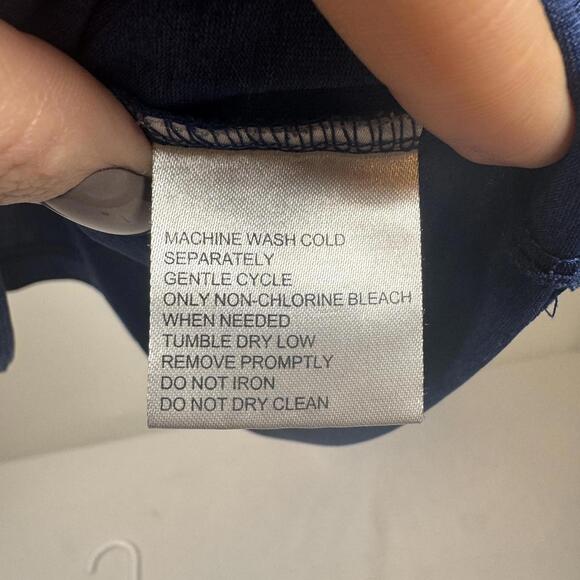 MACHINE WASH COLD
SEPARATELY
GENTLE CYCLE
ONLY NON-CHLORINE BLEACH
WHEN NEEDED
TUMBLE DRY LOW
REMOVE PROMPTLY
DO NOT IRON
DO NOT DRY CLEAN